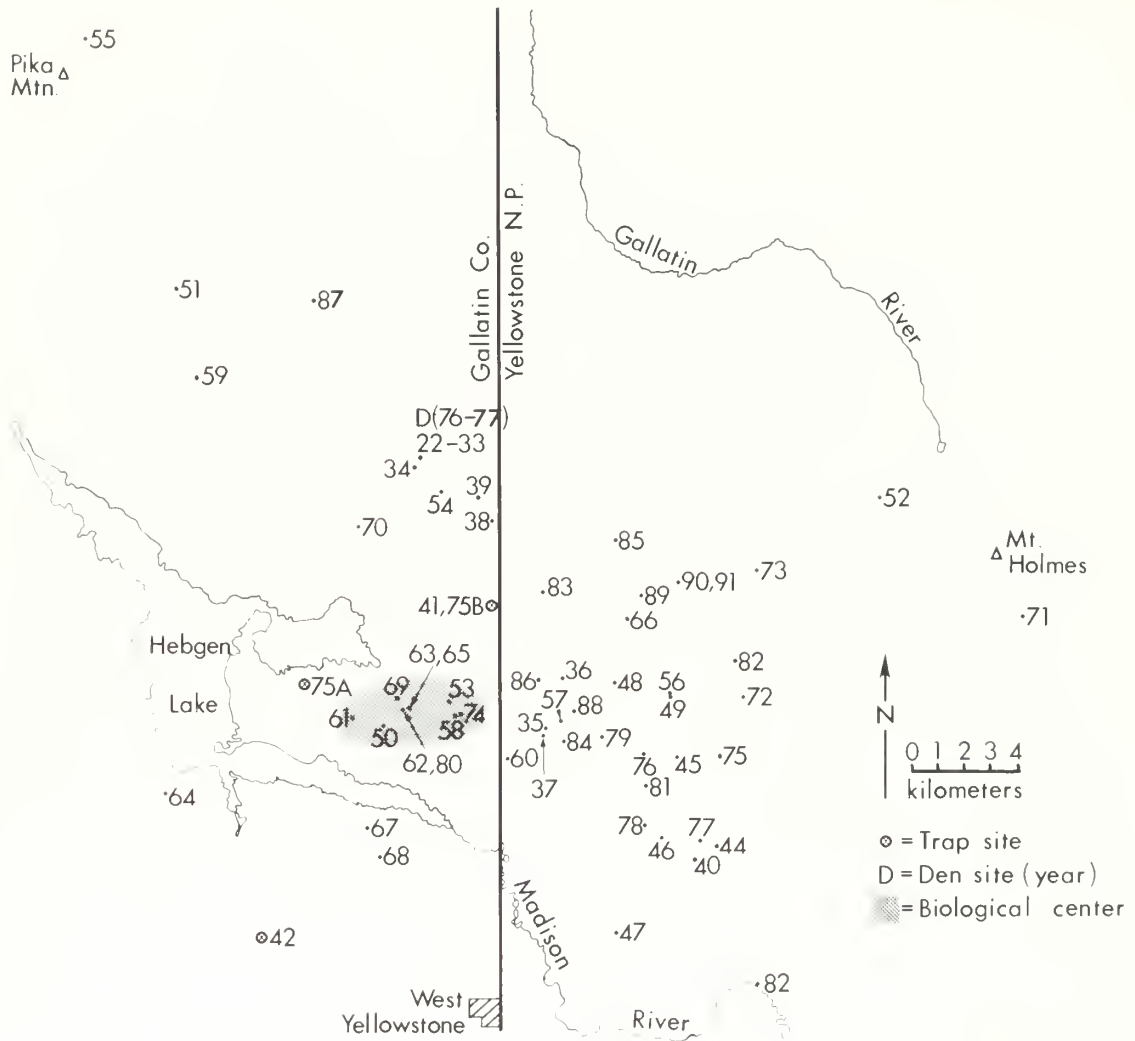 55
Pika
Mtn.
Gallatin Co.
Yellowstone N.P.
Gallatin
River
51
87
59
D(76-77)
22-33
34
39
54
38
70
52
85
Mt.
Holmes
73
90,91
83
89
41,75B
66
71
Hebgen
Lake
63,65
82
75A
69
53
86
36
48
56
72
57
88
49
61
74
50
58
35
84
79
62,80
60
37
76
45
75
81
64
67
68
78
77
46
44
40
N
0 1 2 3 4
kilometers
⊗ = Trap site
D = Den site (year)
= Biological center
Madison
River
42
47
82
West
Yellowstone